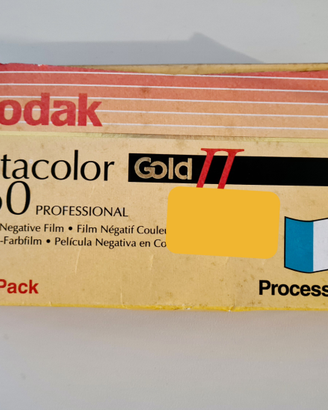 odak
tacolor Gold II
60 PROFESSIONAL
Negative Film • Film Négatif Couleu
-Farbfilm • Película Negativa en Co
Pack
Process